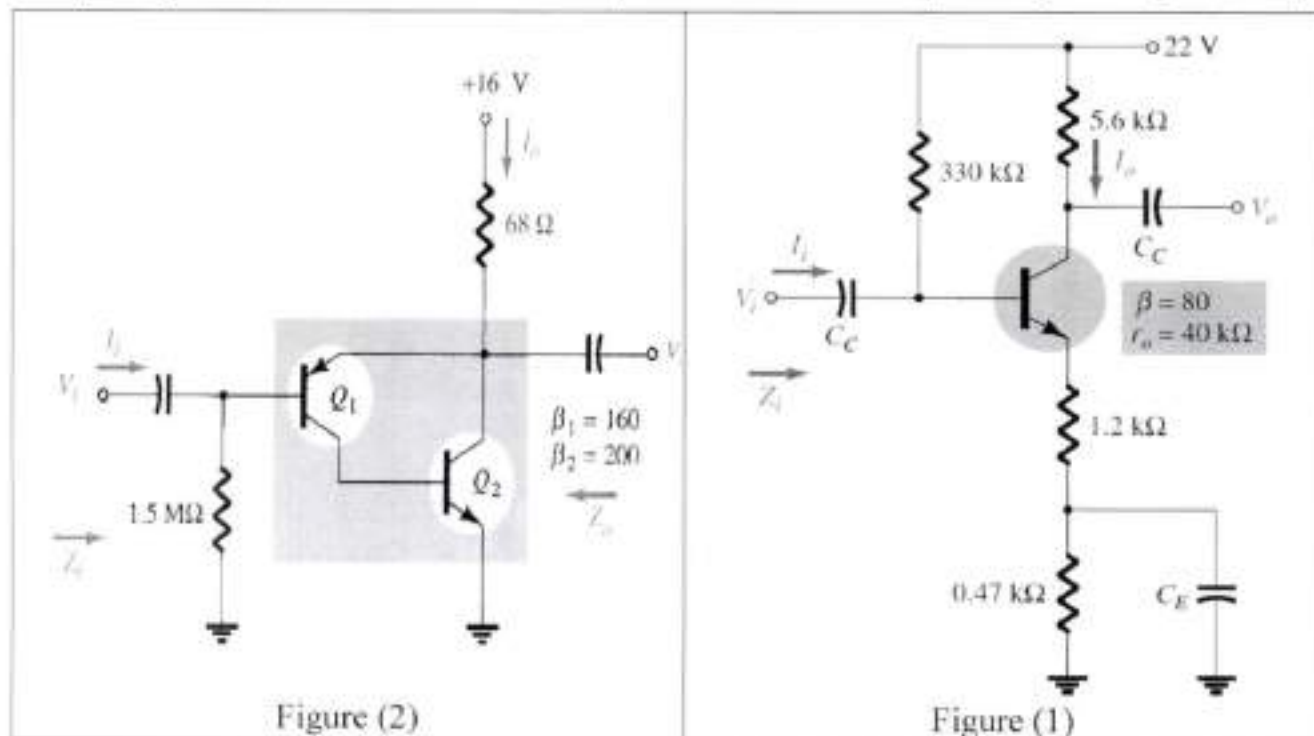 +16 V
I_o
68 Ω
I_i
V_i
Q_1
β_1 = 160
β_2 = 200
Q_2
1.5 MΩ
Z_i
Z_o
V
Figure (2)
22 V
5.6 kΩ
I_o
330 kΩ
V_o
C_C
I_i
V_i
C_C
β = 80
r_o = 40 kΩ
Z_i
1.2 kΩ
0.47 kΩ
C_E
Figure (1)